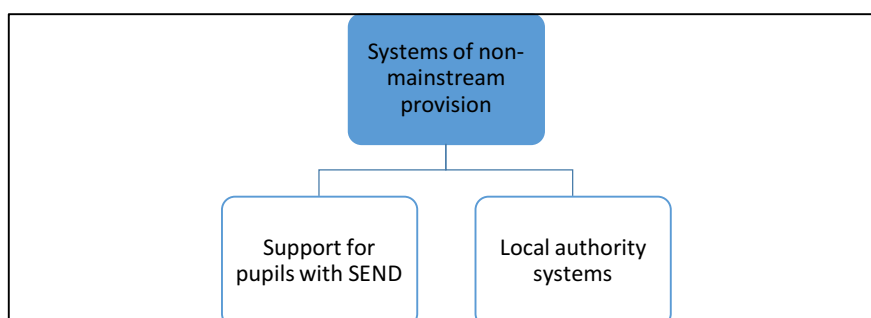 Systems of non-
mainstream
provision
Support for
pupils with SEND
Local authority
systems